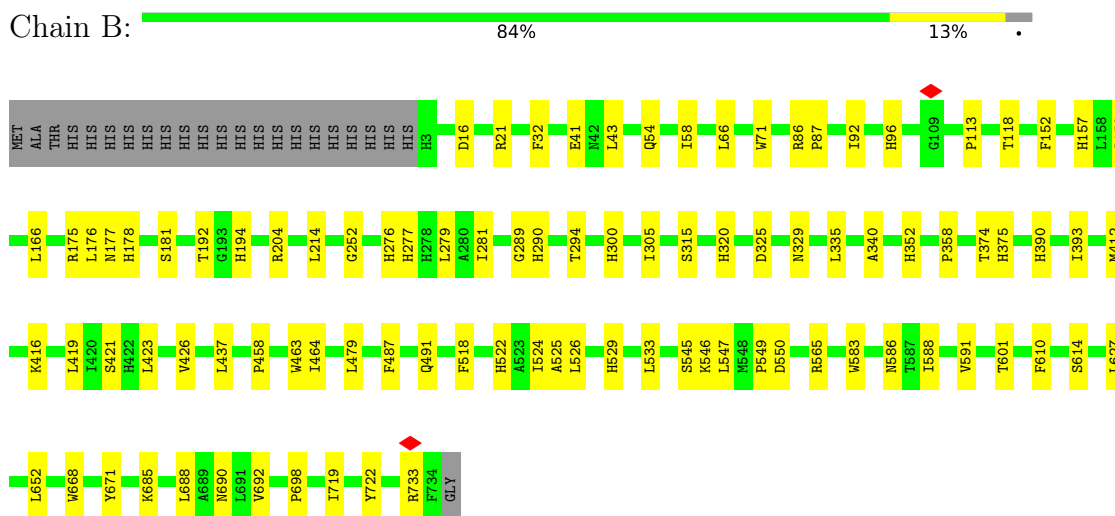 Chain B:
84% 13% •
MET ALA THR HIS HIS HIS HIS HIS HIS HIS HIS HIS HIS HIS HIS HIS HIS HIS HIS HIS HIS HIS H3 D16 R21 F32 E41 N42 L43 Q54 I58 L66 W71 R86 P87 I92 H96 G109 P113 T118 F152 H157 L158
L166 R175 L176 N177 H178 S181 T192 G193 H194 R204 L214 G252 H276 H277 H278 L279 A280 I281 G289 H290 T294 H300 I305 S315 H320 D325 N329 L335 A340 H352 P358 T374 H375 H390 I393 M412
K416 L419 I420 S421 H422 L423 V426 L437 P458 W463 I464 L479 F487 Q491 F518 H522 A523 I524 A525 L526 H529 L533 S545 K546 L547 M548 P549 D550 R565 W583 N586 T587 I588 V591 T601 F610 S614 L627
L652 W668 Y671 K685 L688 A689 N690 L691 V692 P698 I719 Y722 R733 F734 GLY